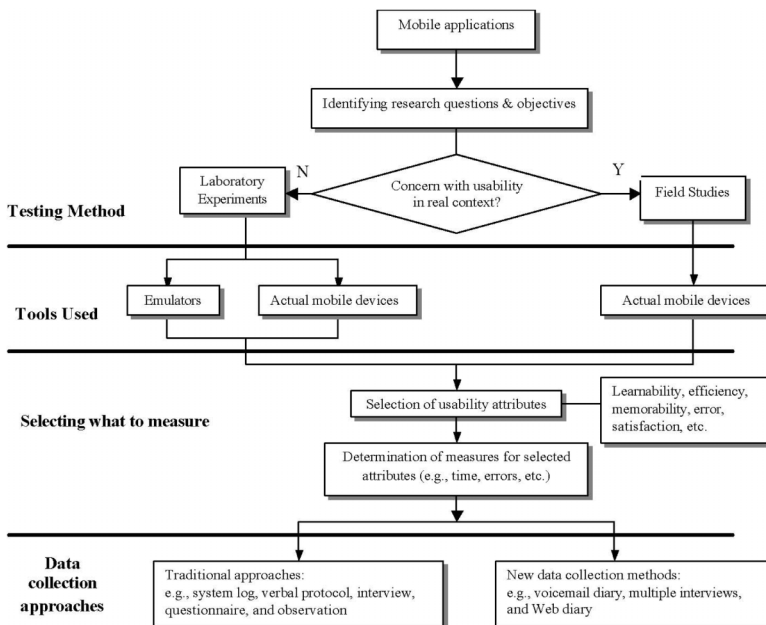 Mobile applications
Identifying research questions & objectives
N
Y
Concern with usability
in real context?
Laboratory
Experiments
Field Studies
Testing Method
Emulators
Actual mobile devices
Actual mobile devices
Tools Used
Selection of usability attributes
Learnability, efficiency,
memorability, error,
satisfaction, etc.
Selecting what to measure
Determination of measures for selected
attributes (e.g., time, errors, etc.)
Data
collection
approaches
Traditional approaches:
e.g., system log, verbal protocol, interview,
questionnaire, and observation
New data collection methods:
e.g., voicemail diary, multiple interviews,
and Web diary